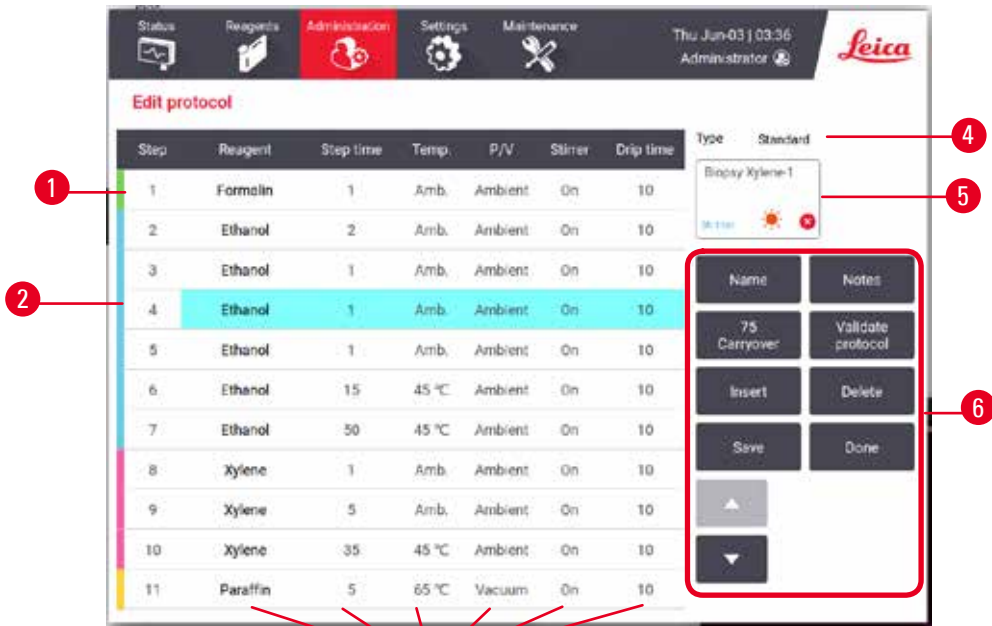 Status Reagents Administration Settings Maintenance
Thu Jun-03 | 03:36
Administrator
Leica
Edit protocol
Step Reagent Step time Temp. P/V Stirrer Drip time
1 Formalin 1 Amb. Ambient On 10
2 Ethanol 2 Amb. Ambient On 10
3 Ethanol 1 Amb. Ambient On 10
4 Ethanol 1 Amb. Ambient On 10
5 Ethanol 1 Amb. Ambient On 10
6 Ethanol 15 45 °C Ambient On 10
7 Ethanol 50 45 °C Ambient On 10
8 Xylene 1 Amb. Ambient On 10
9 Xylene 5 Amb. Ambient On 10
10 Xylene 35 45 °C Ambient On 10
11 Paraffin 5 65 °C Vacuum On 10
Type Standard
Biopsy Xylene-1
Name
Notes
75
Carryover
Validate
protocol
Insert
Delete
Save
Done
1
2
4
5
6